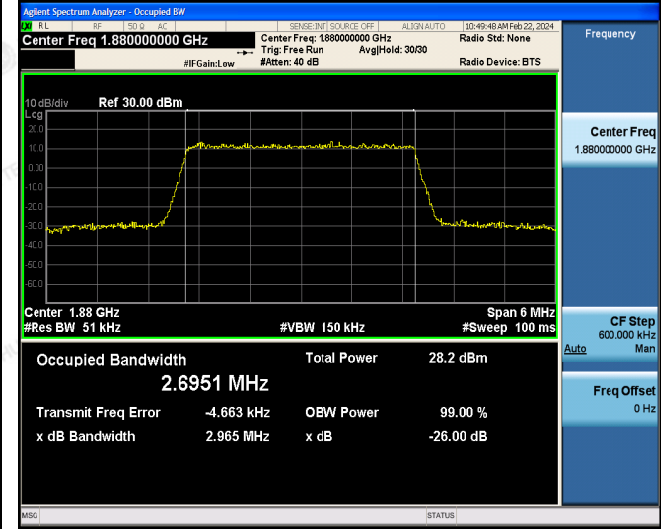 Agilent Spectrum Analyzer - Occupied BW
LXI RL RF 50 Ω AC SENSE:INT SOURCE OFF ALIGN AUTO 10:49:48 AM Feb 22, 2024
Center Freq 1.880000000 GHz
Center Freq: 1.880000000 GHz
Radio Std: None
Trig: Free Run Avg|Hold: 30/30
#IFGain:Low #Atten: 40 dB Radio Device: BTS
Frequency
10 dB/div Ref 30.00 dBm
Log
20.0
10.0
0.00
-10.0
-20.0
-30.0
-40.0
-50.0
-60.0
Center 1.88 GHz Span 6 MHz
#Res BW 51 kHz #VBW 150 kHz #Sweep 100 ms
Center Freq
1.880000000 GHz
CF Step
600.000 kHz
Auto Man
Freq Offset
0 Hz
Occupied Bandwidth Total Power 28.2 dBm
2.6951 MHz
Transmit Freq Error -4.663 kHz OBW Power 99.00 %
x dB Bandwidth 2.965 MHz x dB -26.00 dB
MSG STATUS